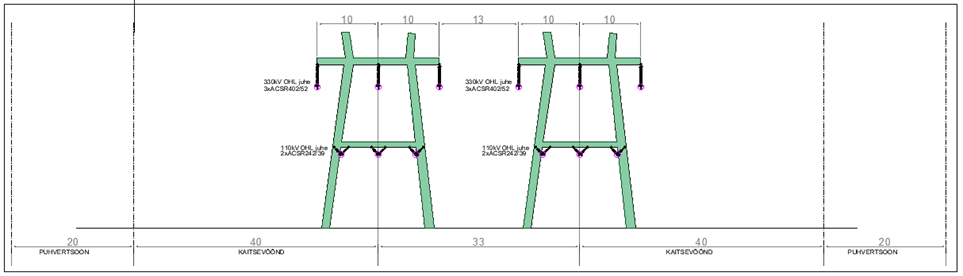 10 10 13 10 10
330kV OHL juhe
3xACSR402/52
330kV OHL juhe
3xACSR402/52
110kV OHL juhe
2xACSR242/39
110kV OHL juhe
2xACSR242/39
20 40 33 40 20
PUHVERTSOON KAITSEVÖÖND KAITSEVÖÖND PUHVERTSOON